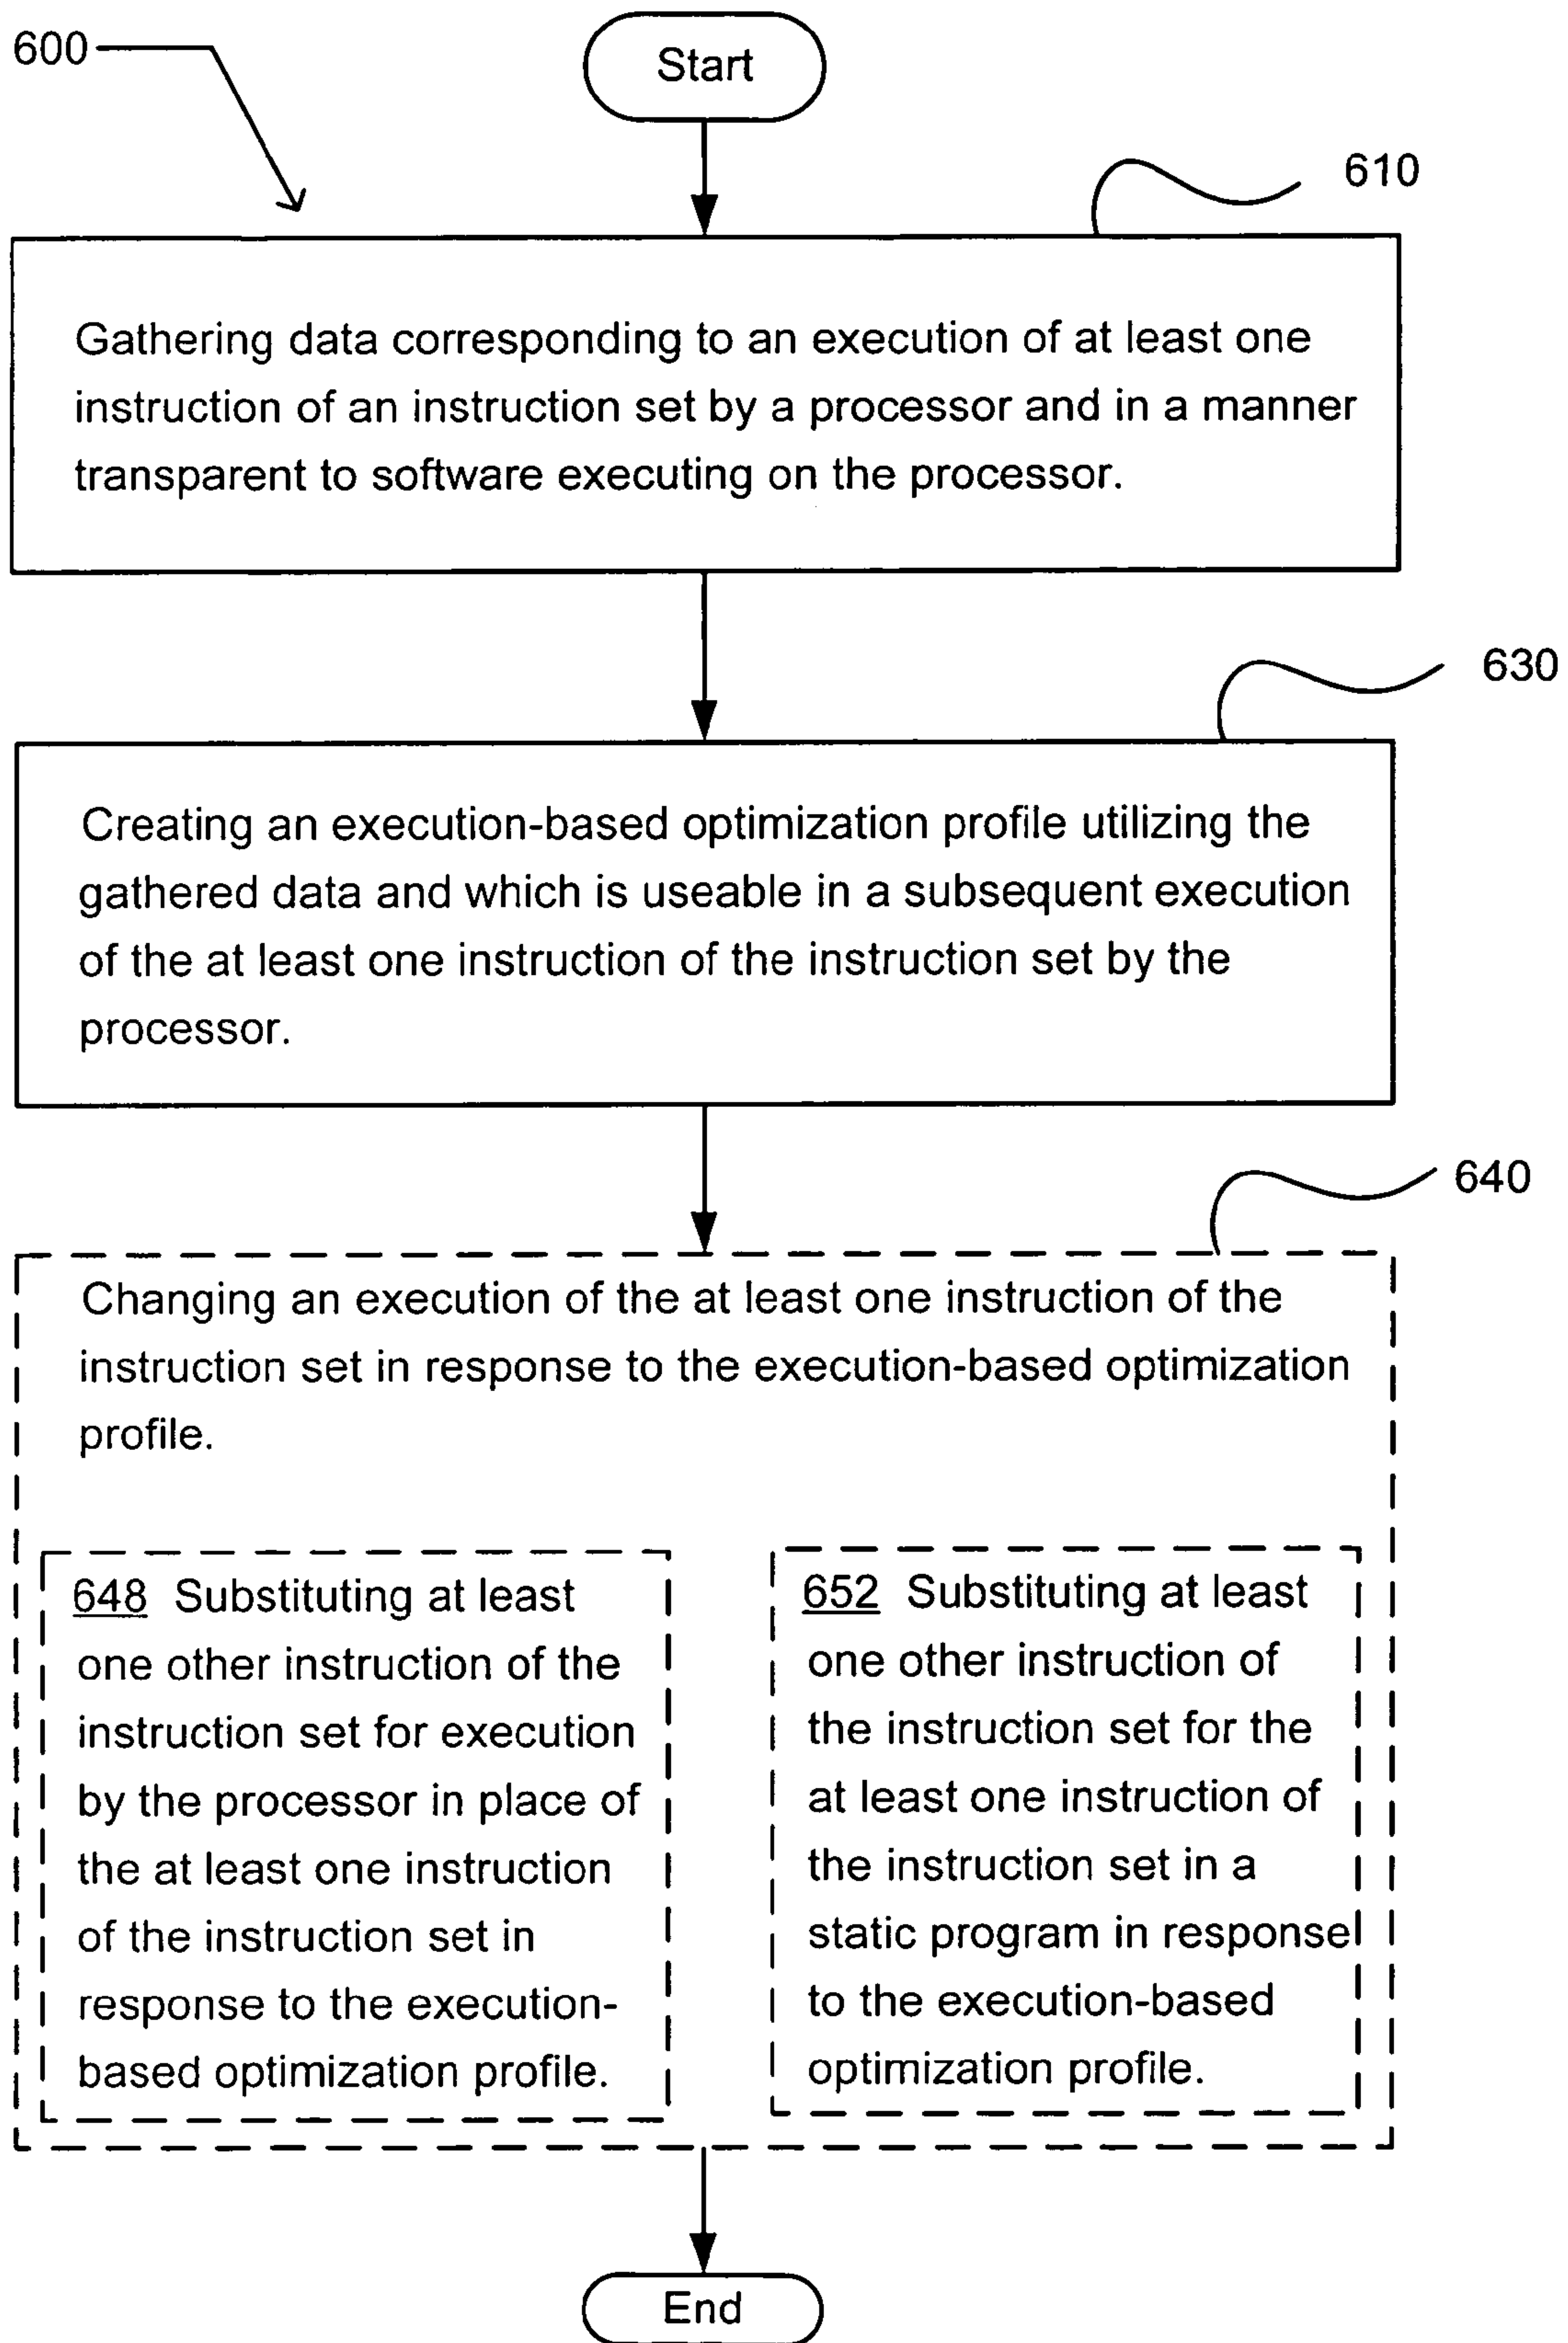 600
Start
610
Gathering data corresponding to an execution of at least one
instruction of an instruction set by a processor and in a manner
transparent to software executing on the processor.
630
Creating an execution-based optimization profile utilizing the
gathered data and which is useable in a subsequent execution
of the at least one instruction of the instruction set by the
processor.
640
Changing an execution of the at least one instruction of the
instruction set in response to the execution-based optimization
profile.
648 Substituting at least
one other instruction of the
instruction set for execution
by the processor in place of
the at least one instruction
of the instruction set in
response to the execution-
based optimization profile.
652 Substituting at least
one other instruction of
the instruction set for the
at least one instruction of
the instruction set in a
static program in response
to the execution-based
optimization profile.
End